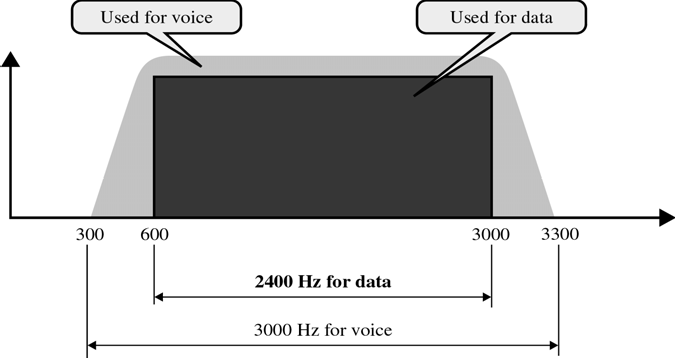 Used for voice
Used for data
300
600
3000
3300
2400 Hz for data
3000 Hz for voice